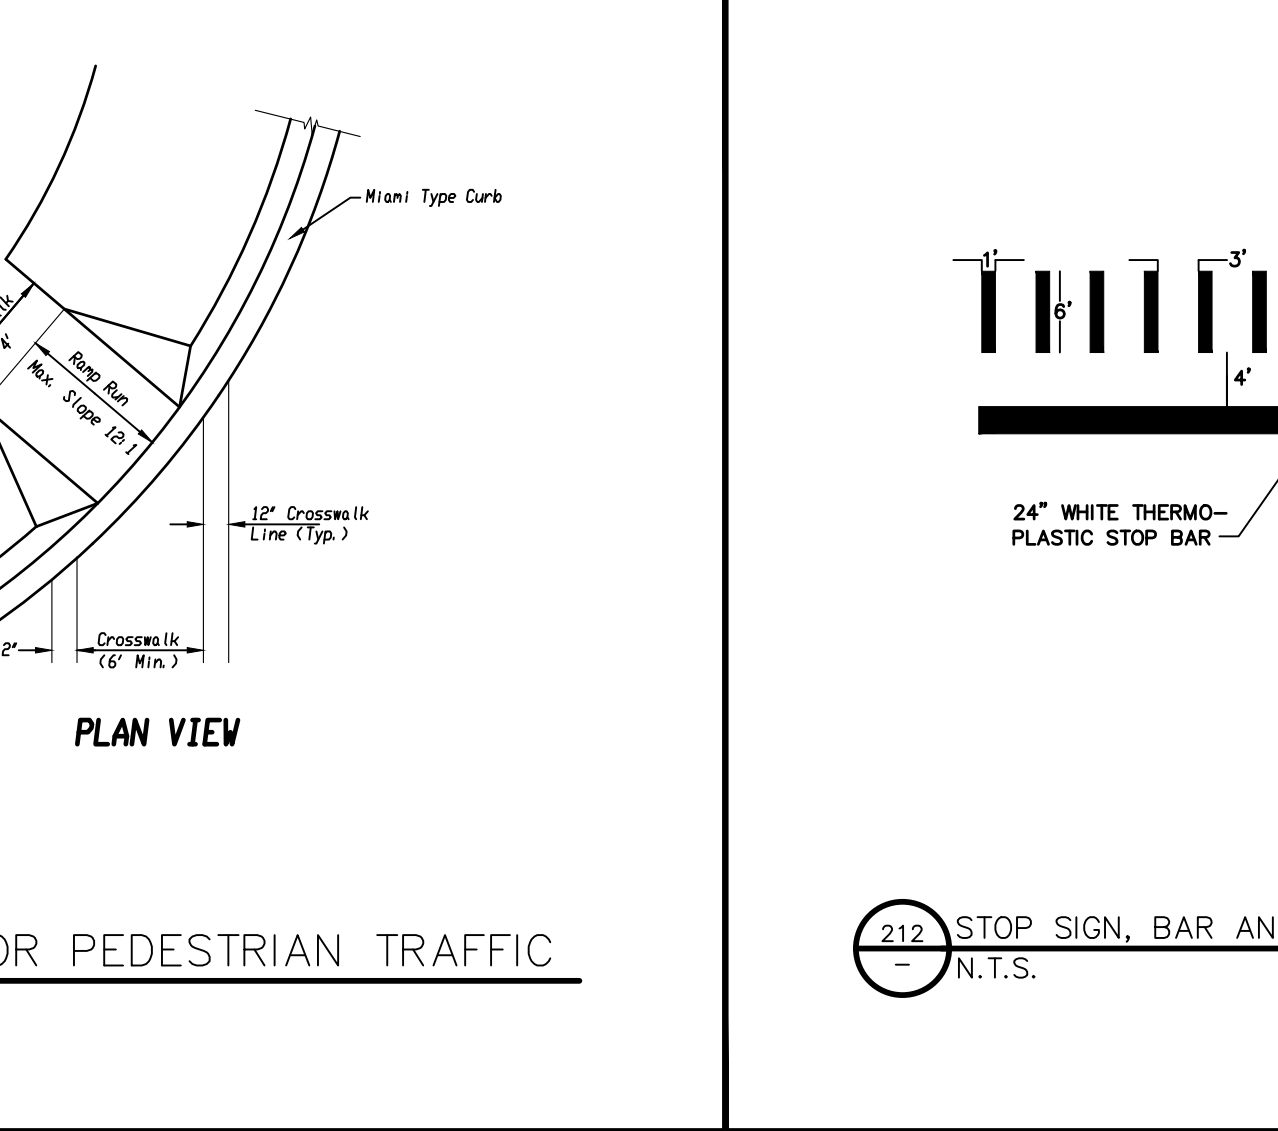 Miami Type Curb
lk
4'
Ramp Run
Max. Slope 12:1
12" Crosswalk
Line (Typ.)
2"
Crosswalk
(6' Min.)
PLAN VIEW
OR PEDESTRIAN TRAFFIC
1'
3'
6'
4'
24" WHITE THERMO-
PLASTIC STOP BAR
212
-
STOP SIGN, BAR AN
N.T.S.